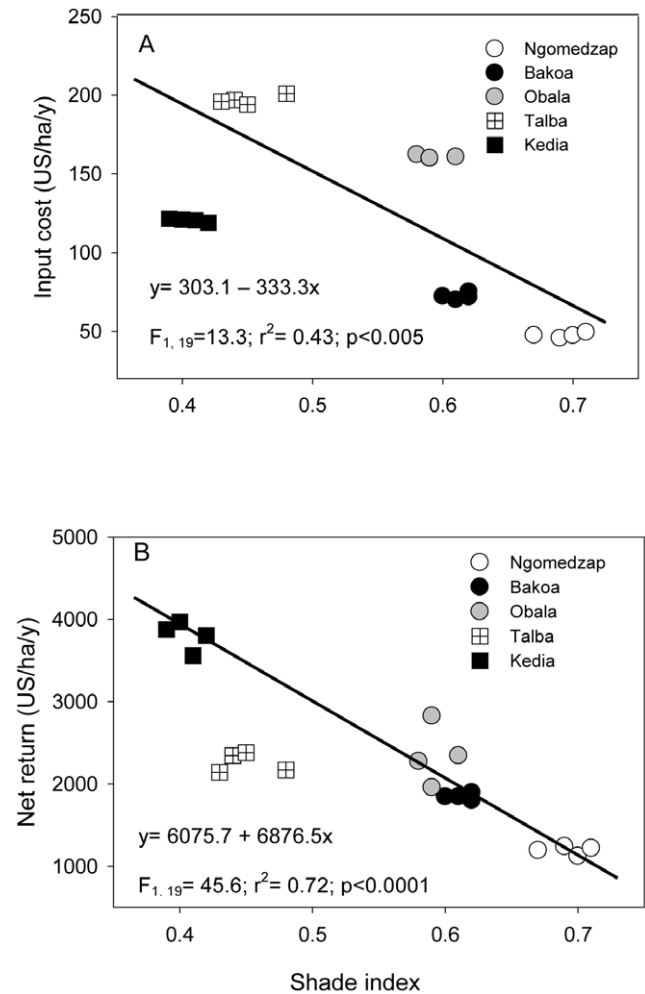 A
Input cost (US/ha/y)
250
200
150
100
50
0.4 0.5 0.6 0.7
Ngomedzap
Bakoa
Obala
Talba
Kedia
y= 303.1 – 333.3x
F1, 19=13.3; r2= 0.43; p<0.005
B
Net return (US/ha/y)
5000
4000
3000
2000
1000
0.4 0.5 0.6 0.7
Ngomedzap
Bakoa
Obala
Talba
Kedia
y= 6075.7 + 6876.5x
F1. 19= 45.6; r2= 0.72; p<0.0001
Shade index